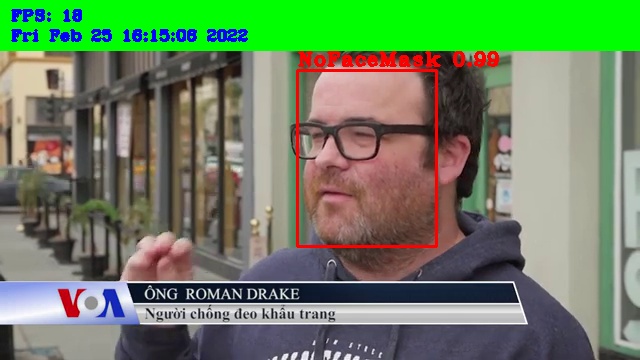 FPS: 18
Fri Feb 25 16:15:06 2022
NoFaceMask 0.99
VOA
ÔNG ROMAN DRAKE
Người chống đeo khẩu trang